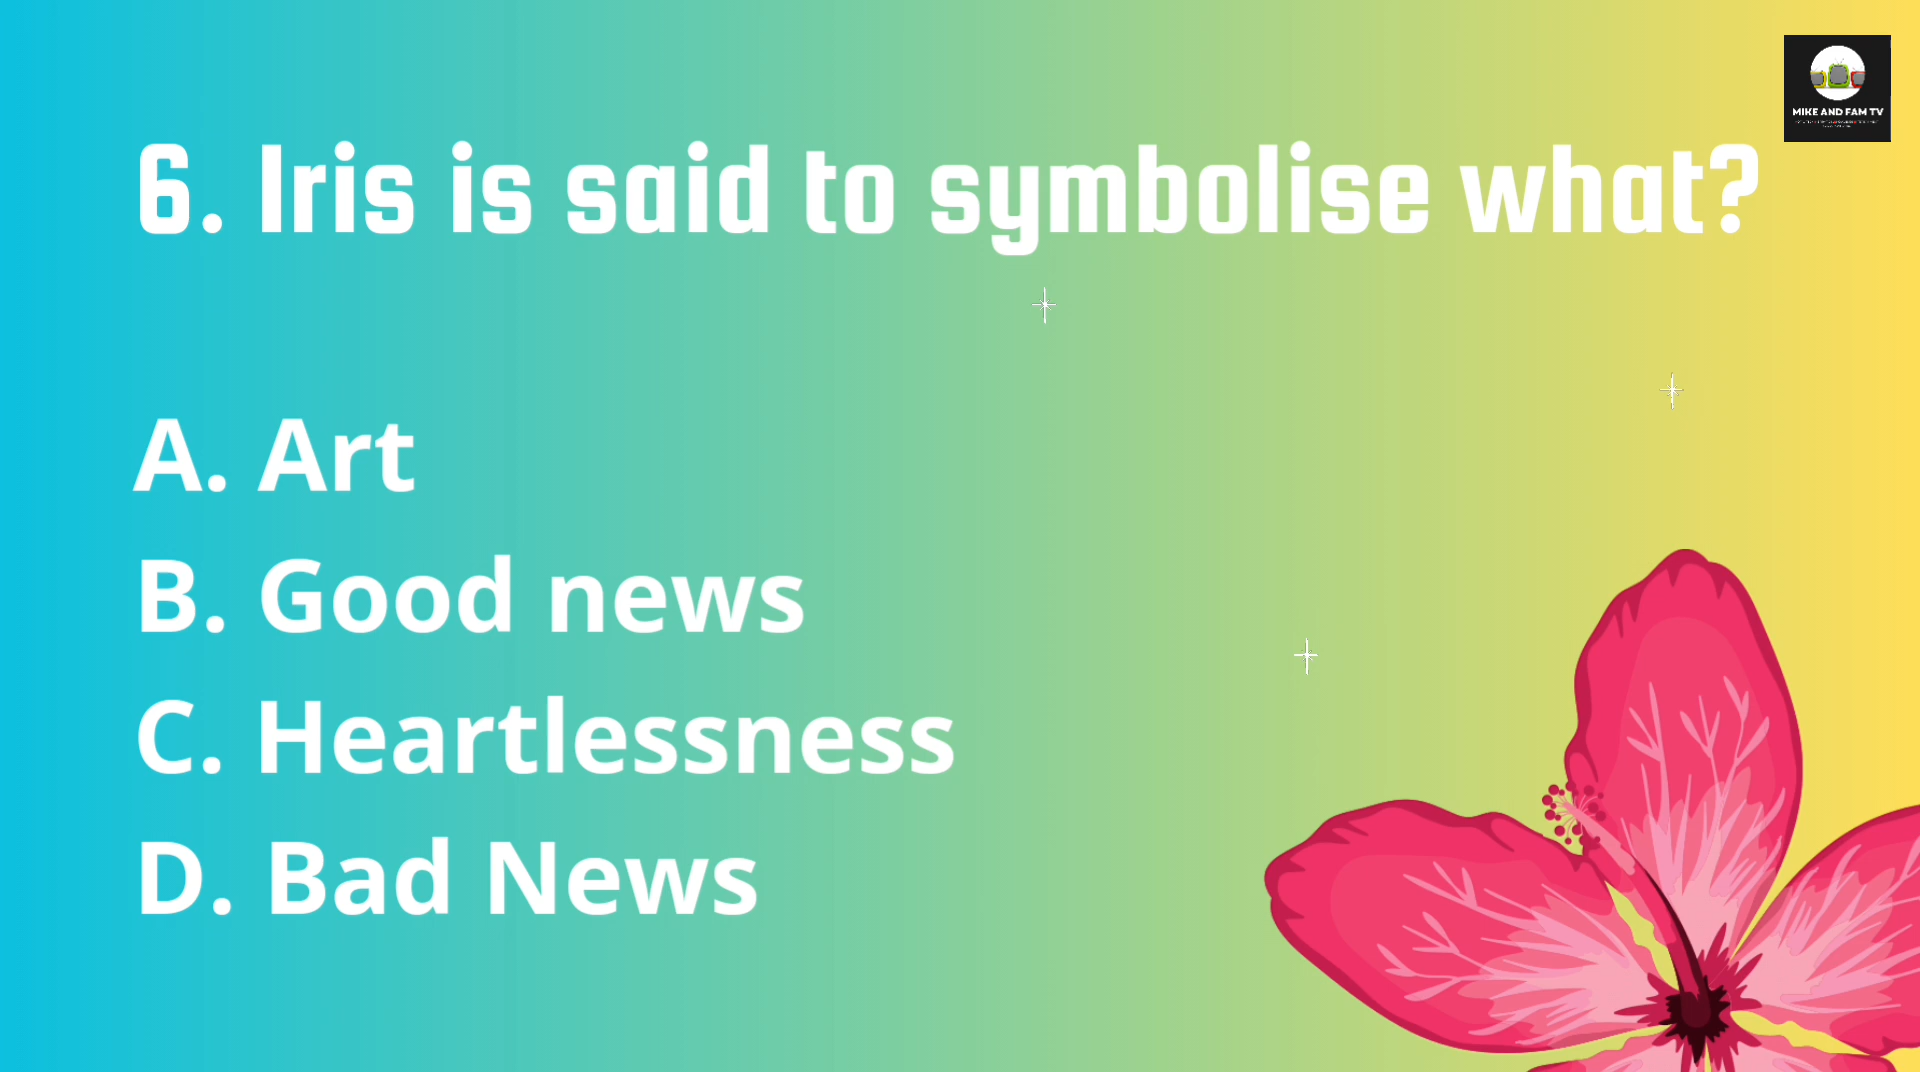 MIKE AND FAM TV
6. Iris is said to symbolise what?
A. Art
B. Good news
C. Heartlessness
D. Bad News